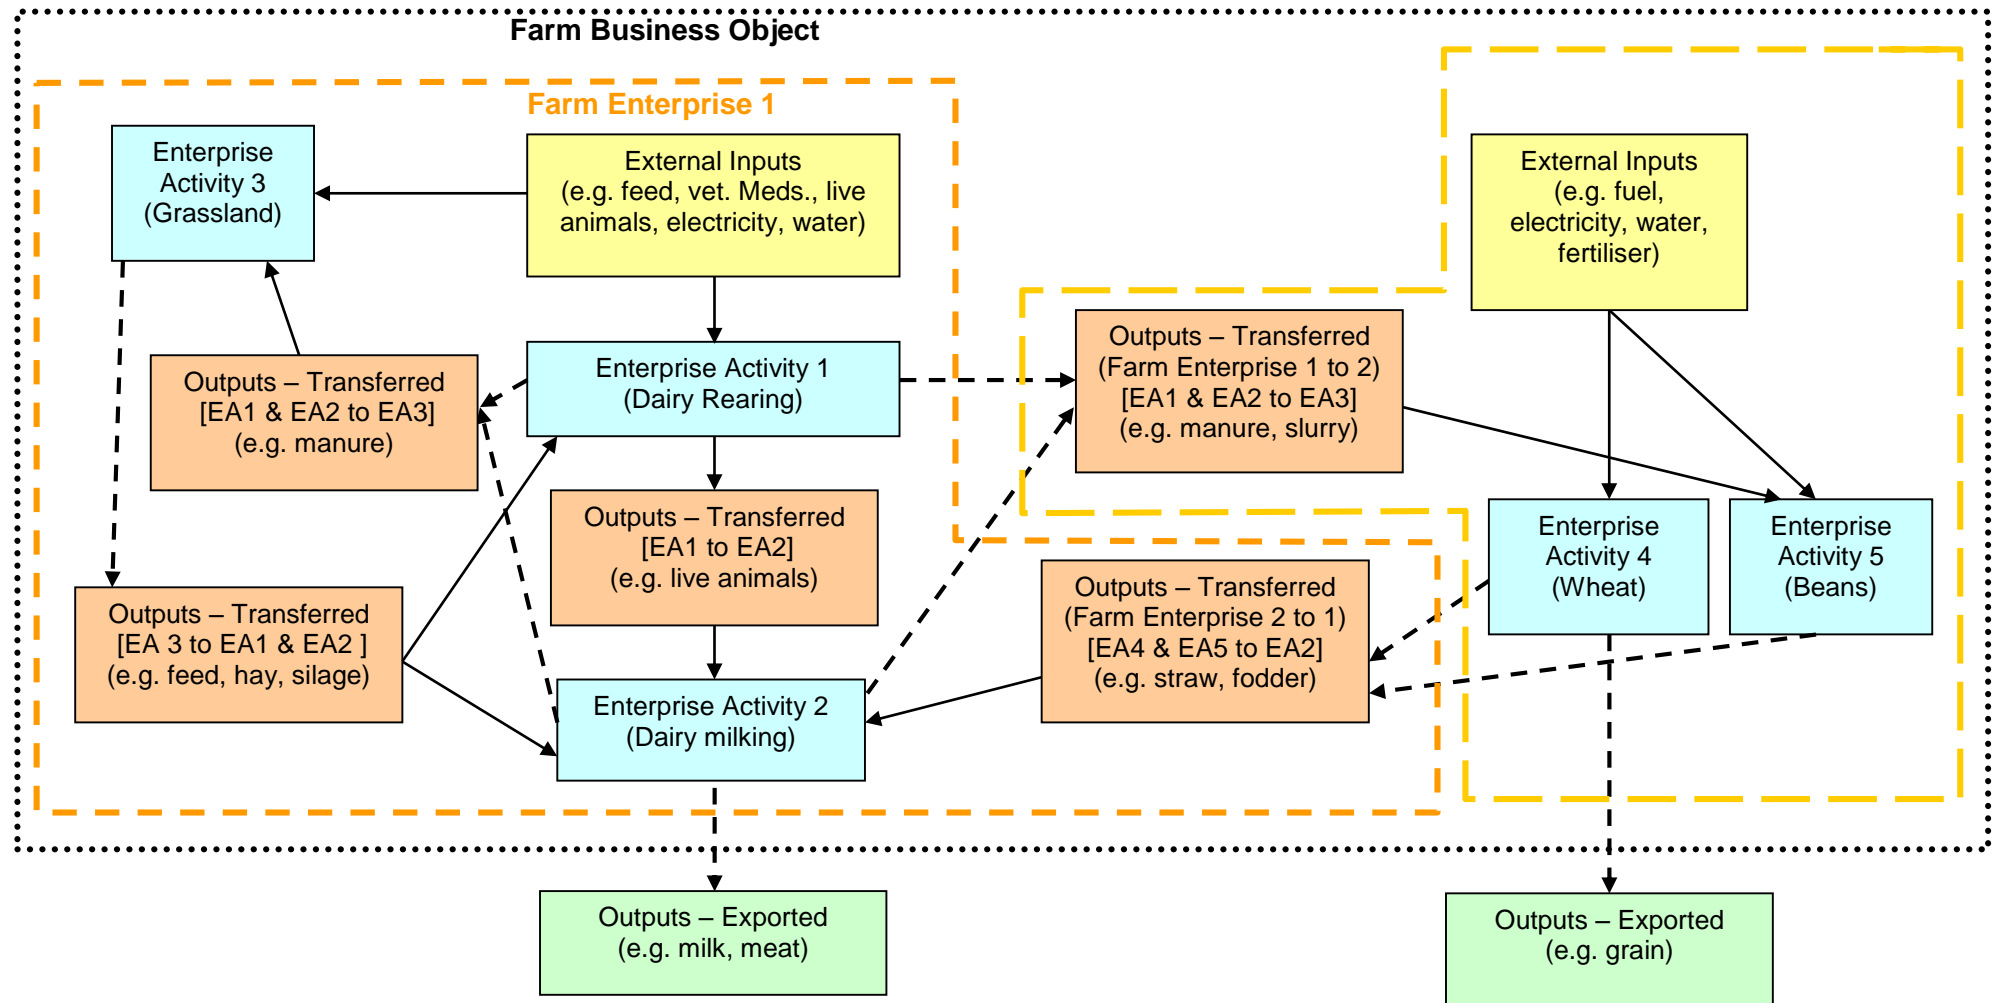 Farm Business Object
Farm Enterprise 1
Enterprise
Activity 3
(Grassland)
External Inputs
(e.g. feed, vet. Meds., live
animals, electricity, water)
External Inputs
(e.g. fuel,
electricity, water,
fertiliser)
Outputs – Transferred
[EA1 & EA2 to EA3]
(e.g. manure)
Enterprise Activity 1
(Dairy Rearing)
Outputs – Transferred
(Farm Enterprise 1 to 2)
[EA1 & EA2 to EA3]
(e.g. manure, slurry)
Outputs – Transferred
[EA1 to EA2]
(e.g. live animals)
Enterprise
Activity 4
(Wheat)
Enterprise
Activity 5
(Beans)
Outputs – Transferred
[EA 3 to EA1 & EA2 ]
(e.g. feed, hay, silage)
Outputs – Transferred
(Farm Enterprise 2 to 1)
[EA4 & EA5 to EA2]
(e.g. straw, fodder)
Enterprise Activity 2
(Dairy milking)
Outputs – Exported
(e.g. milk, meat)
Outputs – Exported
(e.g. grain)